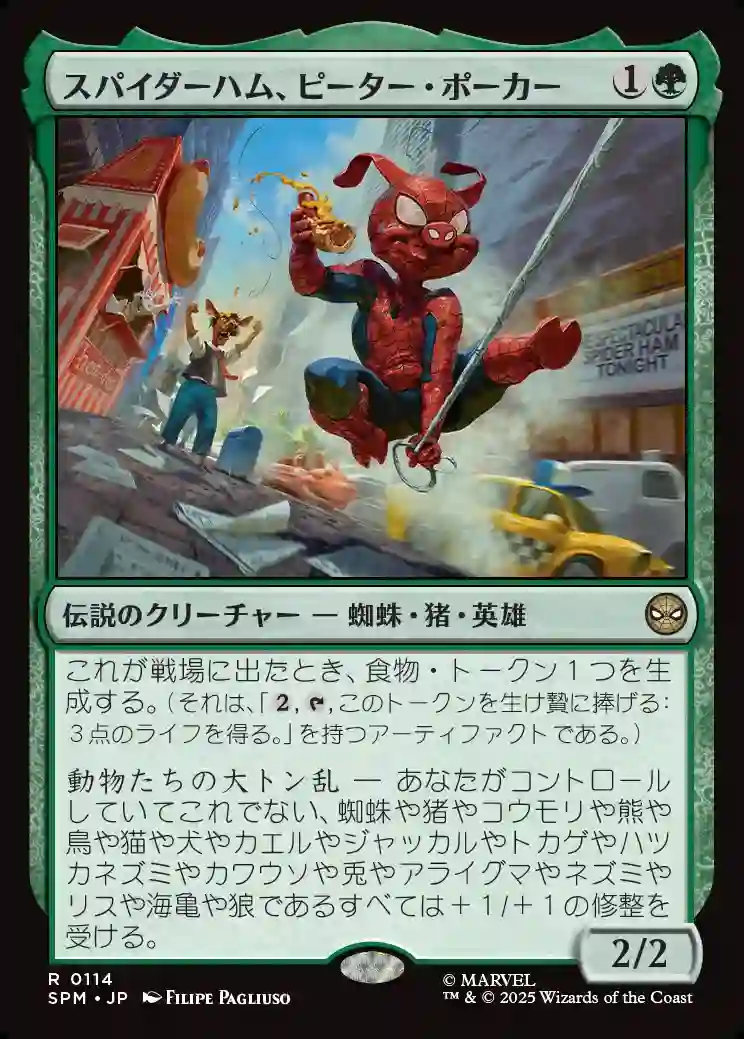 スパイダーハム、ピーター・ポーカー 1
SPECTACULA
SPIDER HAM
TONIGHT
伝説のクリーチャー — 蜘蛛・猪・英雄
これが戦場に出たとき、食物・トークン１つを生
成する。（それは、「2, ,このトークンを生け贄に捧げる：
３点のライフを得る。」を持つアーティファクトである。）
動物たちの大トン乱 — あなたがコントロール
していてこれでない、蜘蛛や猪やコウモリや熊や
鳥や猫や犬やカエルやジャッカルやトカゲやハツ
カネズミやカワウソや兎やアライグマやネズミや
リスや海亀や狼であるすべては＋１/＋１の修整を
受ける。
2/2
R 0114
SPM・JP FILIPE PAGLIUSO
© MARVEL
™ & © 2025 Wizards of the Coast